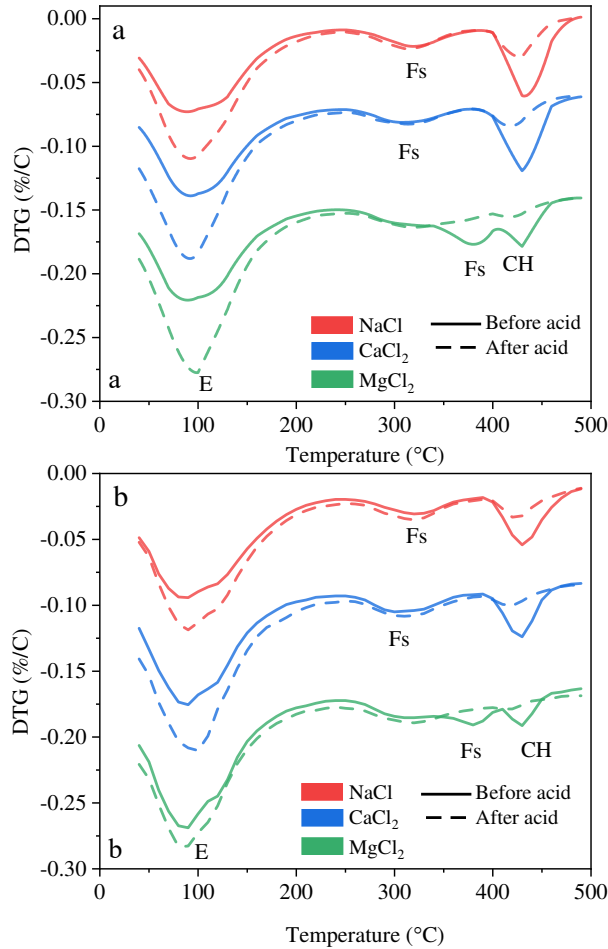 a
0.00
-0.05
-0.10
-0.15
-0.20
-0.25
-0.30
DTG (%/C)
Fs
Fs
Fs
CH
E
a
NaCl
CaCl₂
MgCl₂
Before acid
After acid
0
100
200
300
400
500
Temperature (°C)
b
0.00
-0.05
-0.10
-0.15
-0.20
-0.25
-0.30
DTG (%/C)
Fs
Fs
Fs
CH
E
b
NaCl
CaCl₂
MgCl₂
Before acid
After acid
0
100
200
300
400
500
Temperature (°C)